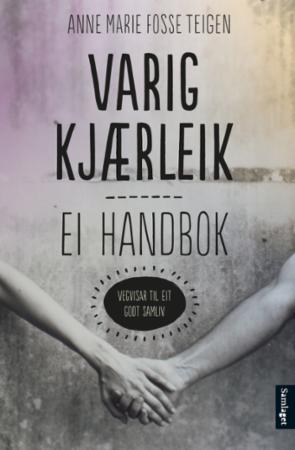 ANNE MARIE FOSSE TEIGEN
VARIG
KJÆRLEIK
EI HANDBOK
VEGVISAR TIL EIT
GODT SAMLIV
Samlaget